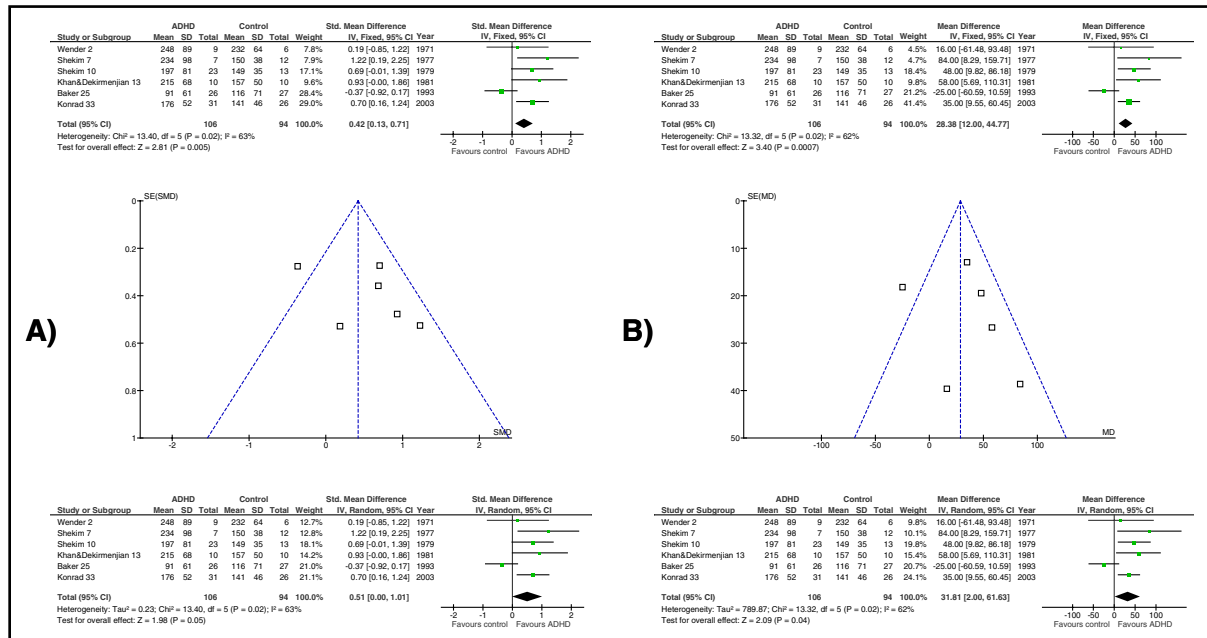 ADHD Control Std. Mean Difference Std. Mean Difference
Study or Subgroup Mean SD Total Mean SD Total Weight IV, Fixed, 95% CI Year IV, Fixed, 95% CI
Wender 2 248 89 9 232 64 6 7.8% 0.19 [-0.85, 1.22] 1971
Shekim 7 234 98 7 150 38 12 7.9% 1.22 [0.19, 2.25] 1977
Shekim 10 197 81 23 149 35 13 17.1% 0.69 [-0.01, 1.39] 1979
Khan&Dekirmenjian 13 215 68 10 157 50 10 9.6% 0.93 [-0.00, 1.86] 1981
Baker 25 91 61 26 116 71 27 28.4% -0.37 [-0.92, 0.17] 1993
Konrad 33 176 52 31 141 46 26 29.0% 0.70 [0.16, 1.24] 2003
Total (95% CI) 106 94 100.0% 0.42 [0.13, 0.71]
Heterogeneity: Chi² = 13.40, df = 5 (P = 0.02); I² = 63%
Test for overall effect: Z = 2.81 (P = 0.005)
-2 -1 0 1 2
Favours control Favours ADHD
ADHD Control Mean Difference Mean Difference
Study or Subgroup Mean SD Total Mean SD Total Weight IV, Fixed, 95% CI Year IV, Fixed, 95% CI
Wender 2 248 89 9 232 64 6 4.5% 16.00 [-61.48, 93.48] 1971
Shekim 7 234 98 7 150 38 12 4.7% 84.00 [8.29, 159.71] 1977
Shekim 10 197 81 23 149 35 13 18.4% 48.00 [9.82, 86.18] 1979
Khan&Dekirmenjian 13 215 68 10 157 50 10 9.8% 58.00 [5.69, 110.31] 1981
Baker 25 91 61 26 116 71 27 21.2% -25.00 [-60.59, 10.59] 1993
Konrad 33 176 52 31 141 46 26 41.4% 35.00 [9.55, 60.45] 2003
Total (95% CI) 106 94 100.0% 28.38 [12.00, 44.77]
Heterogeneity: Chi² = 13.32, df = 5 (P = 0.02); I² = 62%
Test for overall effect: Z = 3.40 (P = 0.0007)
-100 -50 0 50 100
Favours control Favours ADHD
A)
SE(SMD)
0
0.2
0.4
0.6
0.8
1
-2 -1 0 1 2
SMD
B)
SE(MD)
0
10
20
30
40
50
-100 -50 0 50 100
MD
ADHD Control Std. Mean Difference Std. Mean Difference
Study or Subgroup Mean SD Total Mean SD Total Weight IV, Random, 95% CI Year IV, Random, 95% CI
Wender 2 248 89 9 232 64 6 12.7% 0.19 [-0.85, 1.22] 1971
Shekim 7 234 98 7 150 38 12 12.8% 1.22 [0.19, 2.25] 1977
Shekim 10 197 81 23 149 35 13 18.0% 0.69 [-0.01, 1.39] 1979
Khan&Dekirmenjian 13 215 68 10 157 50 10 14.2% 0.93 [-0.00, 1.86] 1981
Baker 25 91 61 26 116 71 27 21.1% -0.37 [-0.92, 0.17] 1993
Konrad 33 176 52 31 141 46 26 21.2% 0.70 [0.16, 1.24] 2003
Total (95% CI) 106 94 100.0% 0.51 [0.00, 1.01]
Heterogeneity: Tau² = 0.23; Chi² = 13.40, df = 5 (P = 0.02); I² = 63%
Test for overall effect: Z = 1.98 (P = 0.05)
-2 -1 0 1 2
Favours control Favours ADHD
ADHD Control Mean Difference Mean Difference
Study or Subgroup Mean SD Total Mean SD Total Weight IV, Random, 95% CI Year IV, Random, 95% CI
Wender 2 248 89 9 232 64 6 9.8% 16.00 [-61.48, 93.48] 1971
Shekim 7 234 98 7 150 38 12 10.1% 84.00 [8.29, 159.71] 1977
Shekim 10 197 81 23 149 35 13 19.8% 48.00 [9.82, 86.18] 1979
Khan&Dekirmenjian 13 215 68 10 157 50 10 15.4% 58.00 [5.69, 110.31] 1981
Baker 25 91 61 26 116 71 27 20.7% -25.00 [-60.59, 10.59] 1993
Konrad 33 176 52 31 141 46 26 24.1% 35.00 [9.55, 60.45] 2003
Total (95% CI) 106 94 100.0% 31.81 [2.00, 61.63]
Heterogeneity: Tau² = 789.87; Chi² = 13.32, df = 5 (P = 0.02); I² = 62%
Test for overall effect: Z = 2.09 (P = 0.04)
-100 -50 0 50 100
Favours control Favours ADHD